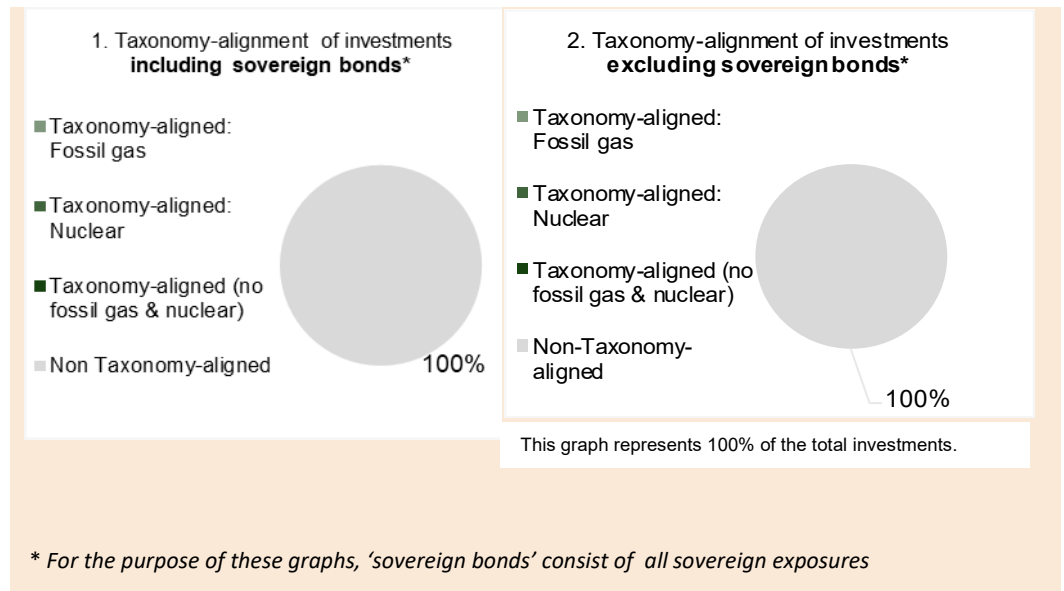 1. Taxonomy-alignment of investments
including sovereign bonds*
Taxonomy-aligned:
Fossil gas
Taxonomy-aligned:
Nuclear
Taxonomy-aligned (no
fossil gas & nuclear)
Non Taxonomy-aligned
100%
2. Taxonomy-alignment of investments
excluding sovereign bonds*
Taxonomy-aligned:
Fossil gas
Taxonomy-aligned:
Nuclear
Taxonomy-aligned (no
fossil gas & nuclear)
Non-Taxonomy-
aligned
100%
This graph represents 100% of the total investments.
* For the purpose of these graphs, ‘sovereign bonds’ consist of all sovereign exposures